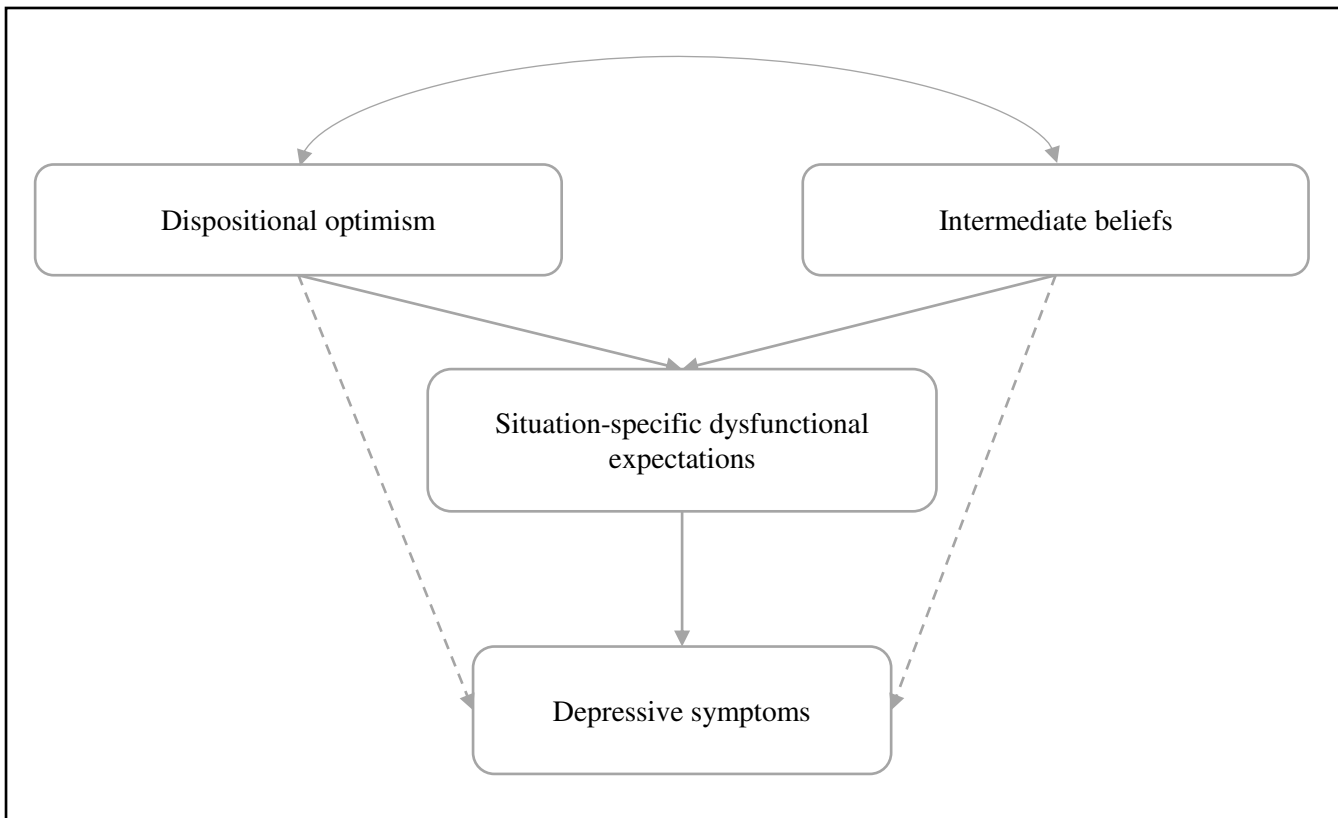 Dispositional optimism
Intermediate beliefs
Situation-specific dysfunctional
expectations
Depressive symptoms